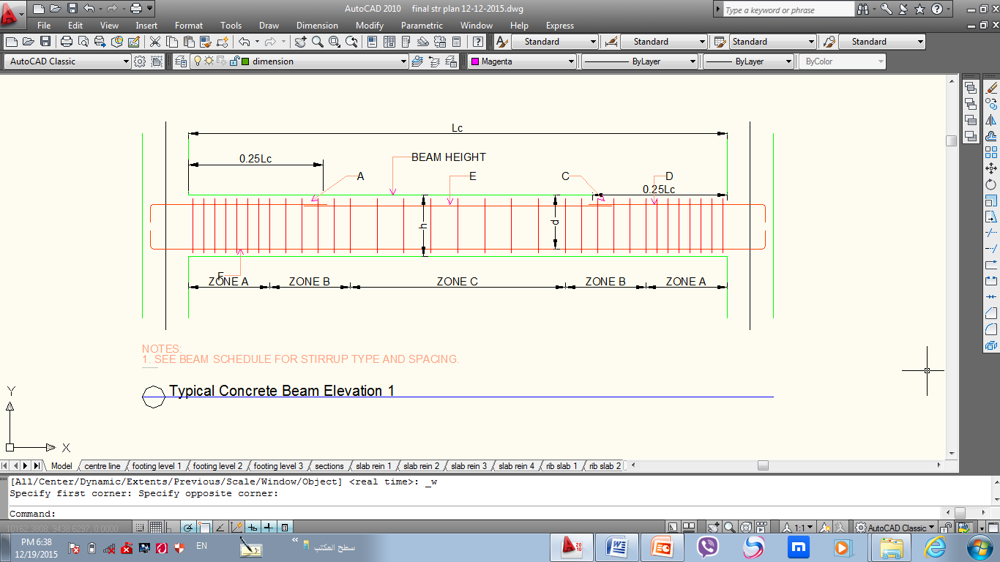 AutoCAD 2010 final str plan 12-12-2015.dwg
Type a keyword or phrase
File Edit View Insert Format Tools Draw Dimension Modify Parametric Window Help Express
Standard Standard Standard Standard
AutoCAD Classic dimension Magenta ByLayer ByLayer ByColor
Lc
0.25Lc BEAM HEIGHT
A E C D
0.25Lc
h d
F
ZONE A ZONE B ZONE C ZONE B ZONE A
NOTES:
1. SEE BEAM SCHEDULE FOR STIRRUP TYPE AND SPACING.
Typical Concrete Beam Elevation 1
Y
X
Model centre line footing level 1 footing level 2 footing level 3 sections slab rein 1 slab rein 2 slab rein 3 slab rein 4 rib slab 1 rib slab 2
[All/Center/Dynamic/Extents/Previous/Scale/Window/Object] <real time>: _w
Specify first corner: Specify opposite corner:
Command:
10162.3808, 9438.6297, 0.0000 1:1 AutoCAD Classic
PM 6:38
12/19/2015
EN
سطح المكتب